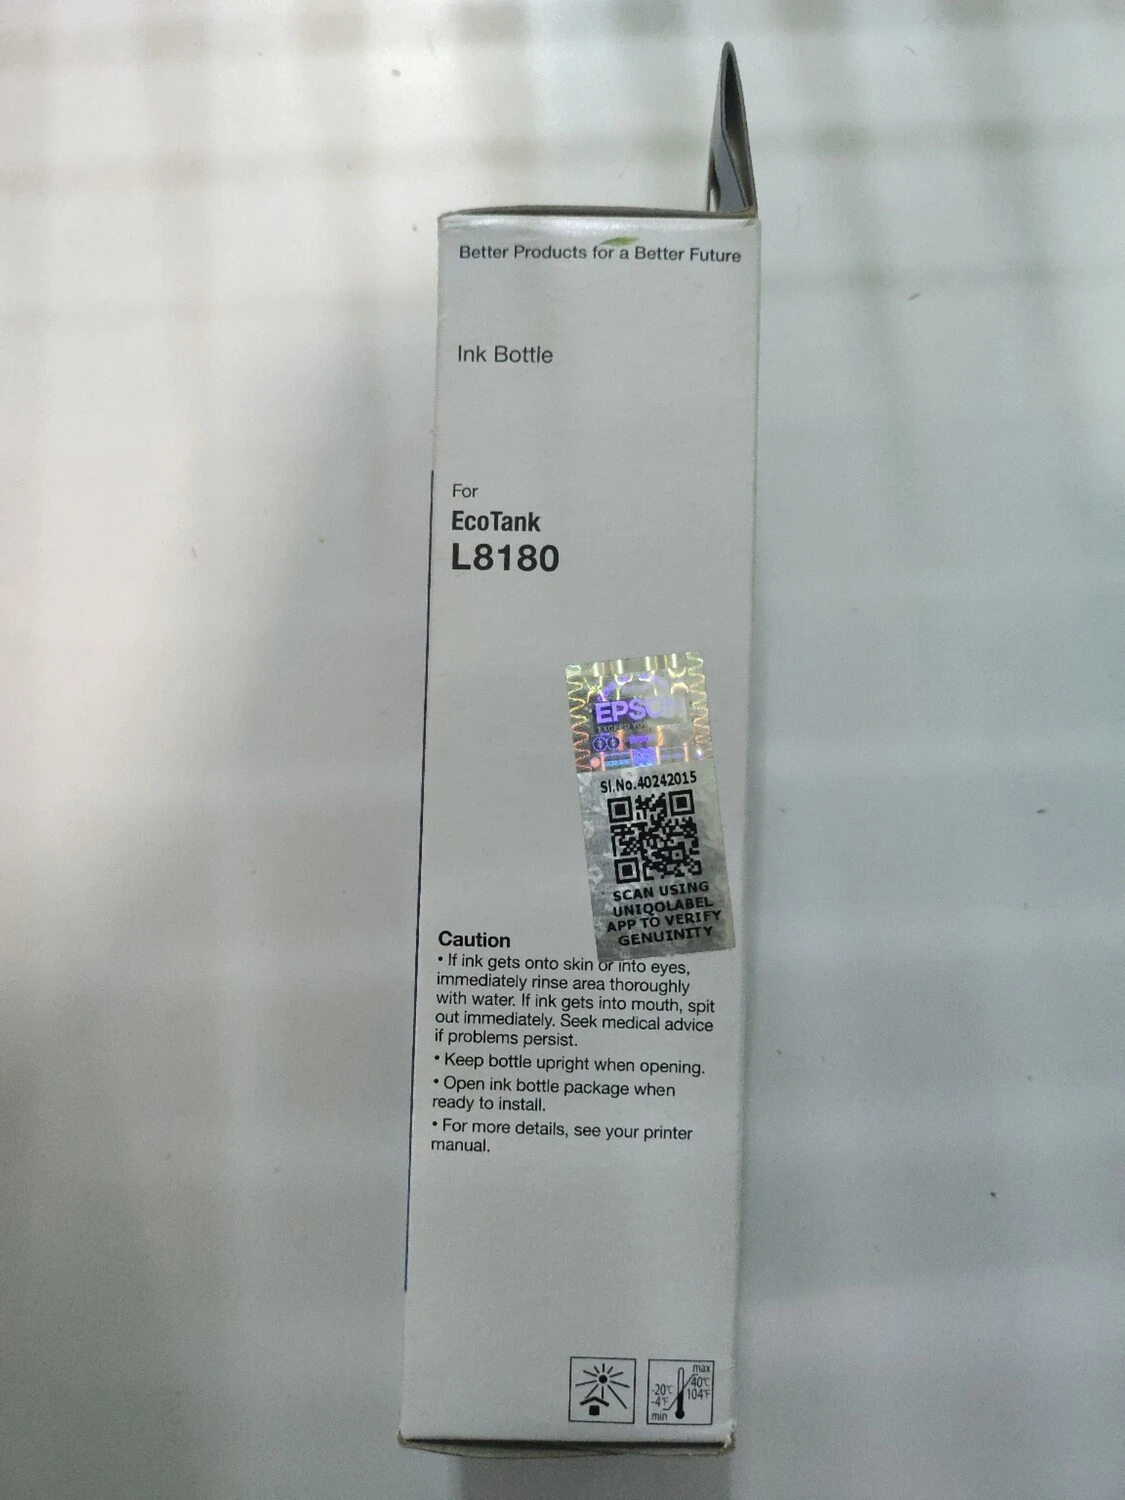 Better Products for a Better Future
Ink Bottle
For
EcoTank
L8180
EPSON
Sl.No.40242015
SCAN USING
UNIQOLABEL
APP TO VERIFY
GENUINITY
Caution
• If ink gets onto skin or into eyes,
immediately rinse area thoroughly
with water. If ink gets into mouth, spit
out immediately. Seek medical advice
if problems persist.
• Keep bottle upright when opening.
• Open ink bottle package when
ready to install.
• For more details, see your printer
manual.
max
40°C
104°F
-20°C
-4°F
min